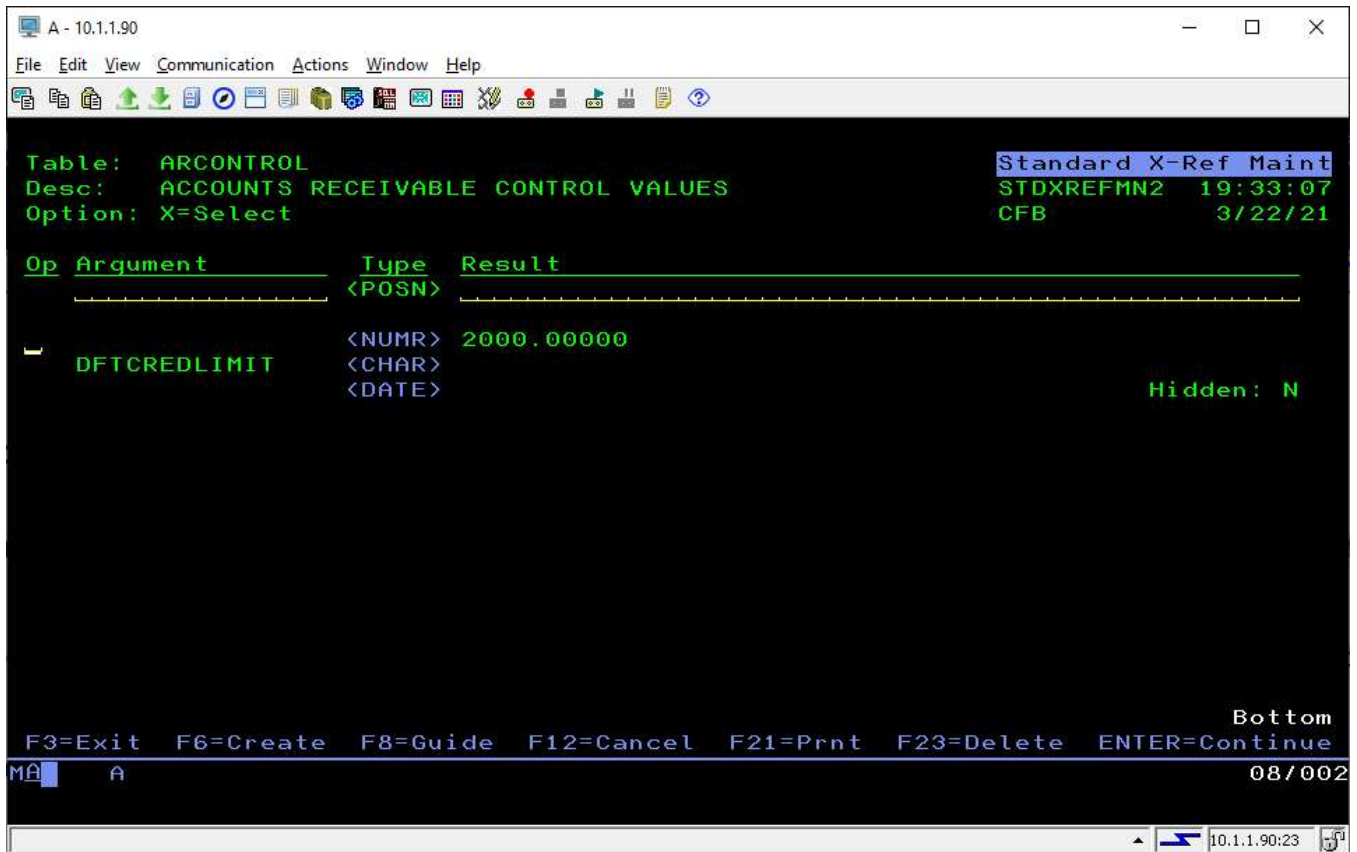 A - 10.1.1.90
File Edit View Communication Actions Window Help
Table: ARCONTROL Standard X-Ref Maint
Desc: ACCOUNTS RECEIVABLE CONTROL VALUES STDXREFMN2 19:33:07
Option: X=Select CFB 3/22/21
Op Argument Type Result
<POSN>
<NUMR> 2000.00000
DFTCREDLIMIT <CHAR>
<DATE> Hidden: N
Bottom
F3=Exit F6=Create F8=Guide F12=Cancel F21=Prnt F23=Delete ENTER=Continue
MA A 08/002
10.1.1.90:23